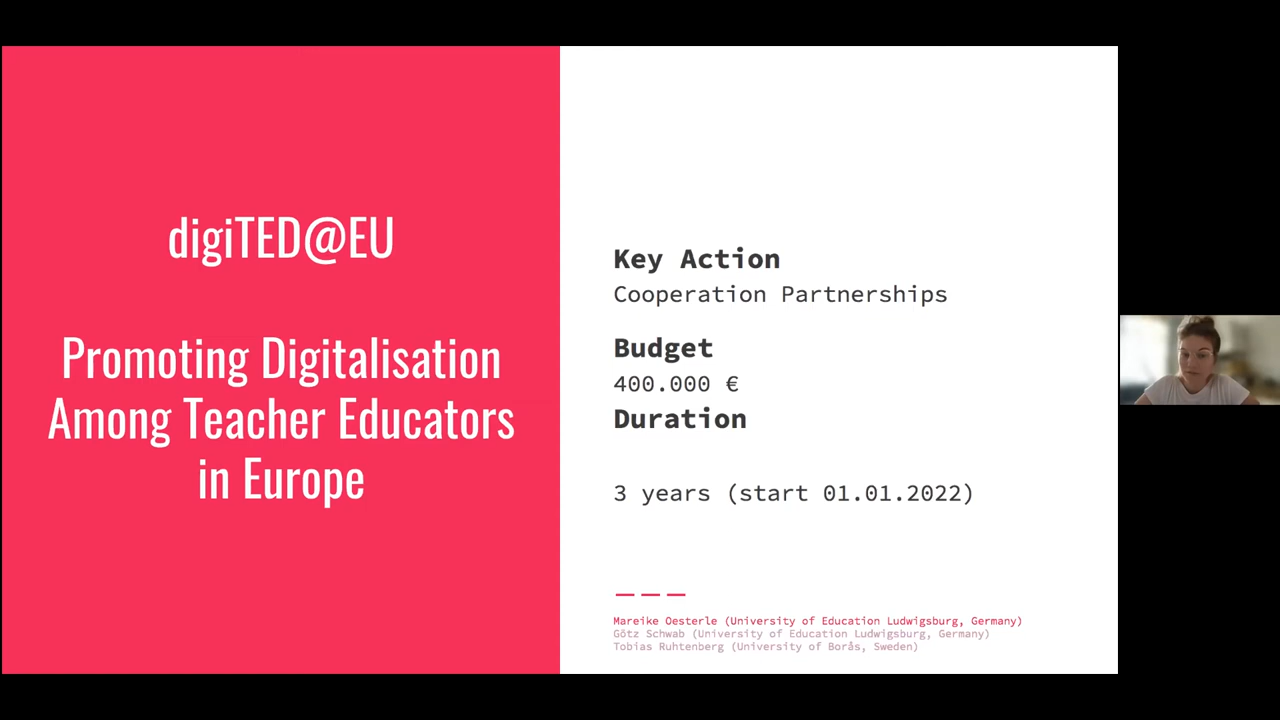 digiTED@EU
Promoting Digitalisation
Among Teacher Educators
in Europe
Key Action
Cooperation Partnerships
Budget
400.000 €
Duration
3 years (start 01.01.2022)
Mareike Oesterle (University of Education Ludwigsburg, Germany)
Götz Schwab (University of Education Ludwigsburg, Germany)
Tobias Ruhtenberg (University of Borås, Sweden)